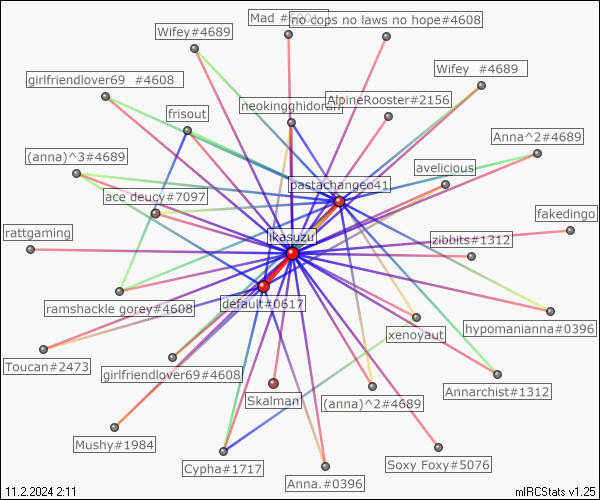 Mad #
no cops no laws no hope#4608
Wifey#4689
Wifey  #4689
girlfriendlover69  #4608
neokingghidorah
AlpineRooster#2156
frisout
Anna^2#4689
(anna)^3#4689
avelicious
pastachangeo41
ace deucy#7097
fakedingo
rattgaming
ikasuzu
zibbits#1312
default#0617
ramshackle gorey#4608
hypomanianna#0396
xenoyaut
Toucan#2473
girlfriendlover69#4608
Annarchist#1312
Skalman
(anna)^2#4689
Mushy#1984
Cypha#1717
Soxy Foxy#5076
Anna.#0396
11.2.2024 2:11
mIRCStats v1.25